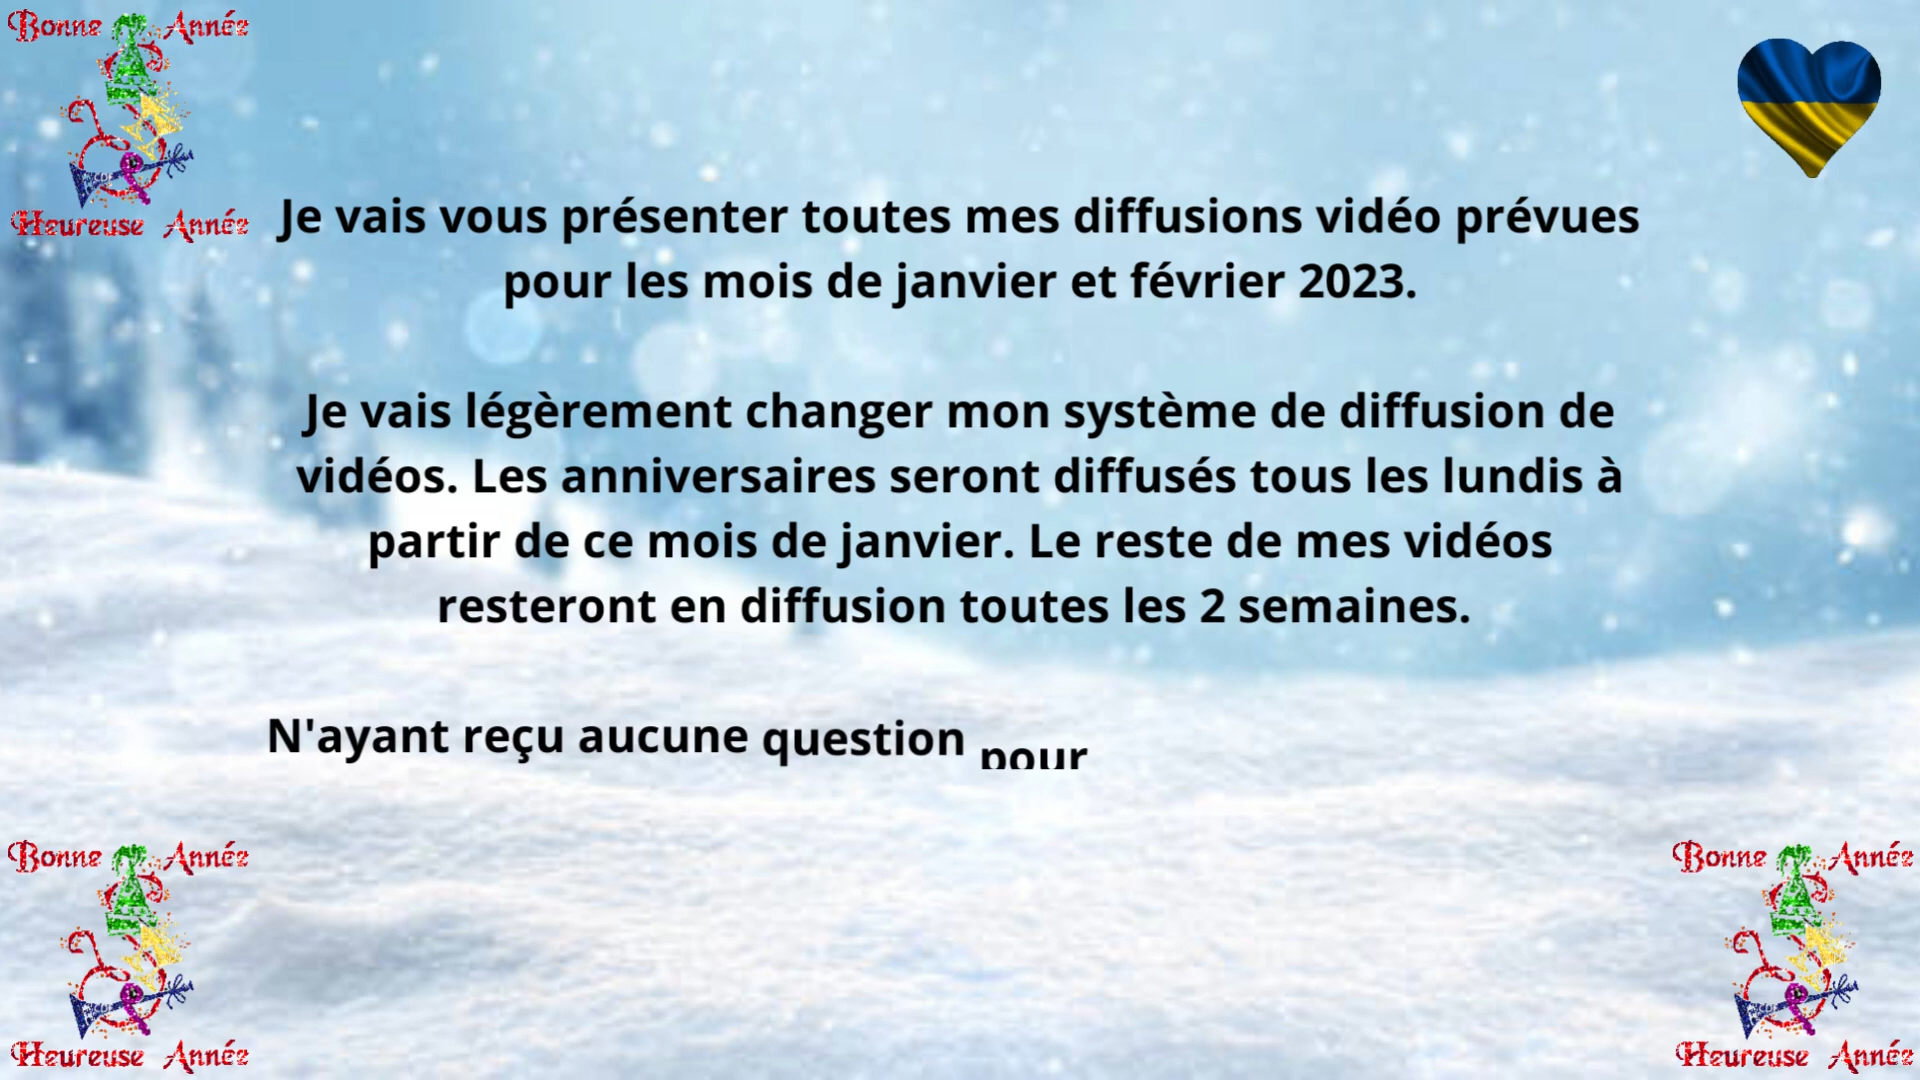 Bonne Année
Heureuse Année
Je vais vous présenter toutes mes diffusions vidéo prévues
pour les mois de janvier et février 2023.
Je vais légèrement changer mon système de diffusion de
vidéos. Les anniversaires seront diffusés tous les lundis à
partir de ce mois de janvier. Le reste de mes vidéos
resteront en diffusion toutes les 2 semaines.
N'ayant reçu aucune question pour
Bonne Année
Heureuse Année
Bonne Année
Heureuse Année